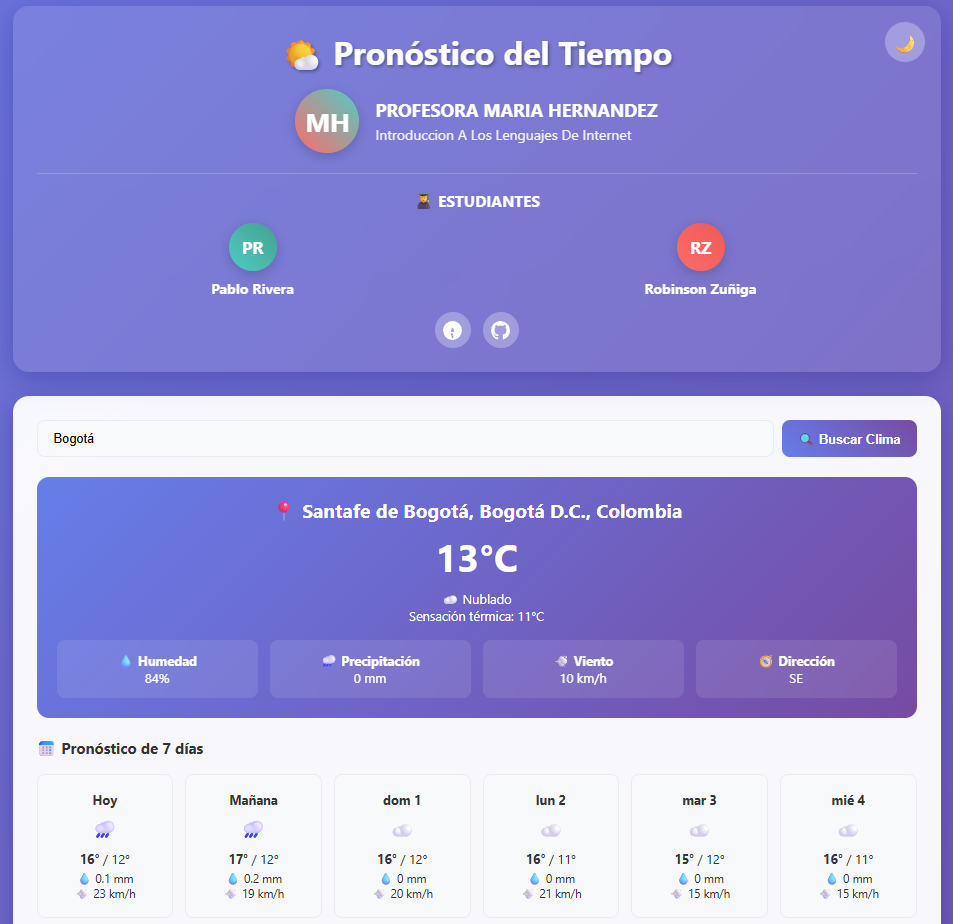 Pronóstico del Tiempo
MH
PROFESORA MARIA HERNANDEZ
Introduccion A Los Lenguajes De Internet
ESTUDIANTES
PR
RZ
Pablo Rivera
Robinson Zuñiga
Bogotá
Buscar Clima
Santafe de Bogotá, Bogotá D.C., Colombia
13°C
Nublado
Sensación térmica: 11°C
Humedad
84%
Precipitación
0 mm
Viento
10 km/h
Dirección
SE
Pronóstico de 7 días
Hoy
16° / 12°
0.1 mm
23 km/h
Mañana
17° / 12°
0.2 mm
19 km/h
dom 1
16° / 12°
0 mm
20 km/h
lun 2
16° / 11°
0 mm
21 km/h
mar 3
15° / 12°
0 mm
15 km/h
mié 4
16° / 11°
0 mm
15 km/h